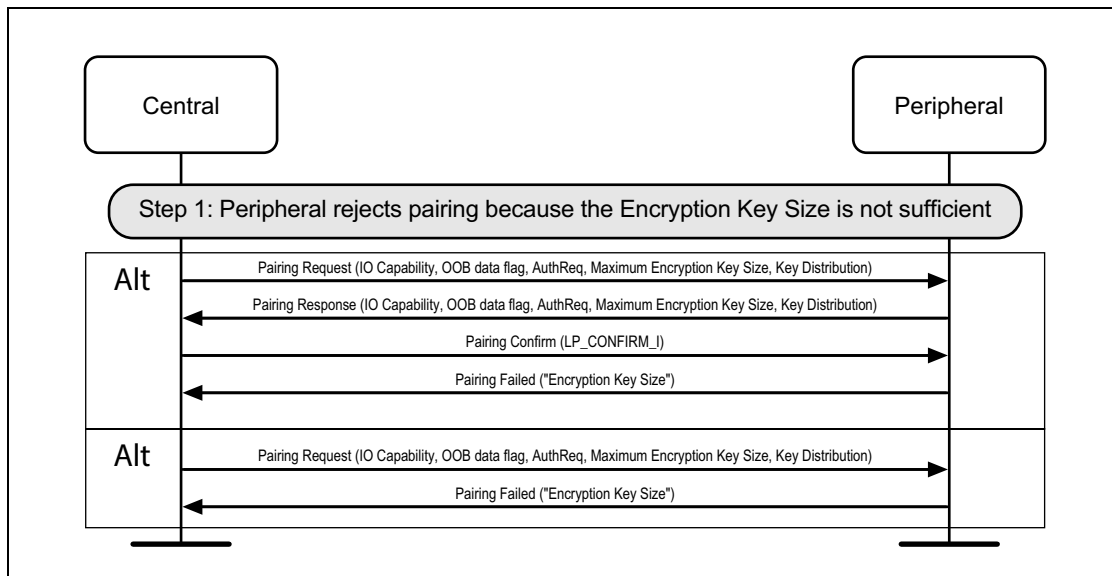 Central
Peripheral
Step 1: Peripheral rejects pairing because the Encryption Key Size is not sufficient
Alt
Pairing Request (IO Capability, OOB data flag, AuthReq, Maximum Encryption Key Size, Key Distribution)
Pairing Response (IO Capability, OOB data flag, AuthReq, Maximum Encryption Key Size, Key Distribution)
Pairing Confirm (LP_CONFIRM_I)
Pairing Failed ("Encryption Key Size")
Alt
Pairing Request (IO Capability, OOB data flag, AuthReq, Maximum Encryption Key Size, Key Distribution)
Pairing Failed ("Encryption Key Size")